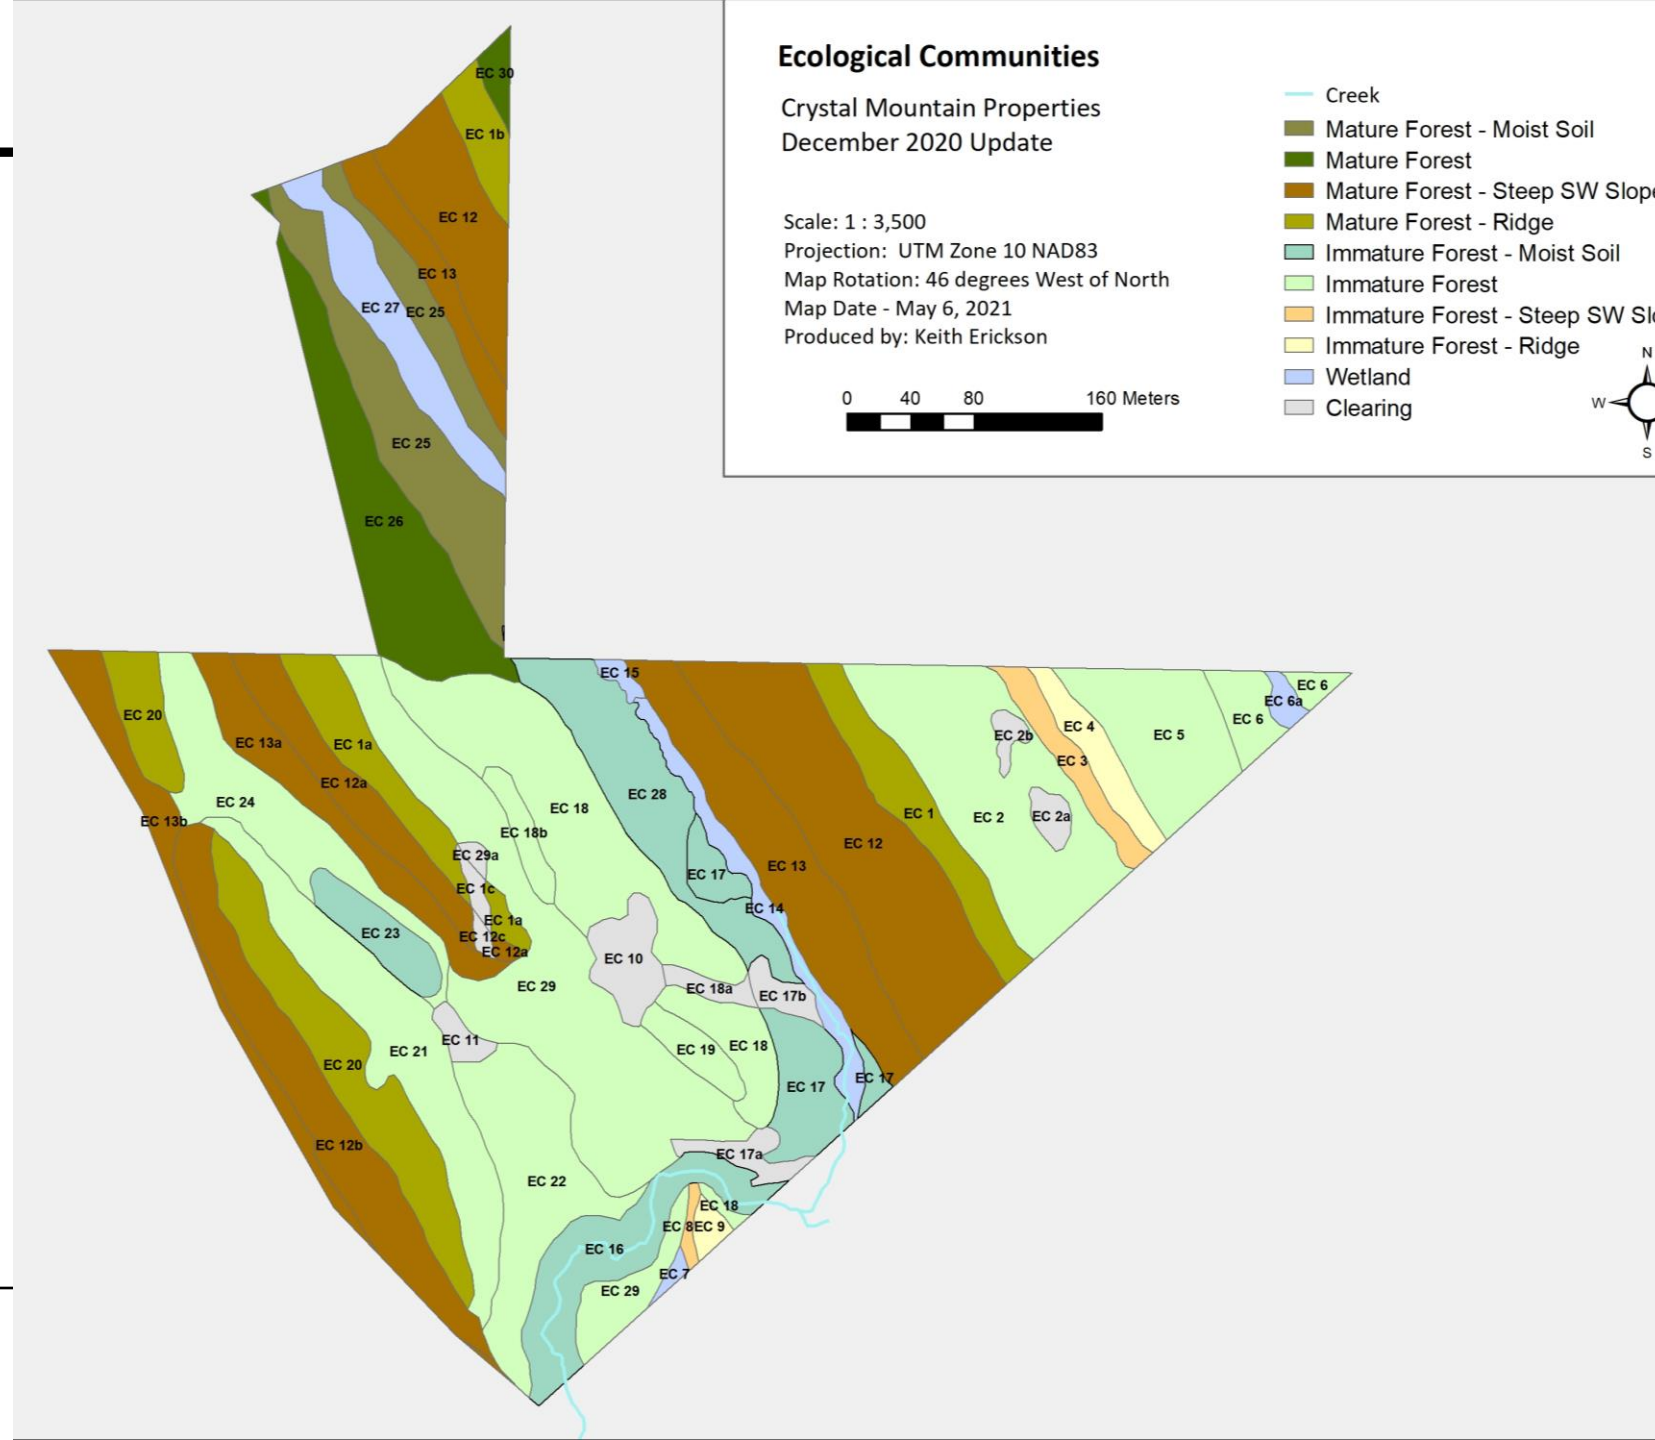 Ecological Communities
Crystal Mountain Properties
December 2020 Update
Scale: 1 : 3,500
Projection: UTM Zone 10 NAD83
Map Rotation: 46 degrees West of North
Map Date - May 6, 2021
Produced by: Keith Erickson
0 40 80 160 Meters
Creek
Mature Forest - Moist Soil
Mature Forest
Mature Forest - Steep SW Slope
Mature Forest - Ridge
Immature Forest - Moist Soil
Immature Forest
Immature Forest - Steep SW Slo
Immature Forest - Ridge
Wetland
Clearing
N
W
S
EC 30
EC 1b
EC 12
EC 13
EC 27
EC 25
EC 25
EC 26
EC 15
EC 6
EC 6a
EC 6
EC 20
EC 4
EC 5
EC 2b
EC 13a
EC 1a
EC 3
EC 12a
EC 28
EC 24
EC 18
EC 1
EC 2
EC 2a
EC 13b
EC 18b
EC 12
EC 29a
EC 13
EC 17
EC 1c
EC 14
EC 1a
EC 23
EC 12c
EC 12a
EC 10
EC 29
EC 18a
EC 17b
EC 11
EC 21
EC 19
EC 18
EC 20
EC 17
EC 17
EC 12b
EC 17a
EC 22
EC 18
EC 8
EC 9
EC 16
EC 7
EC 29